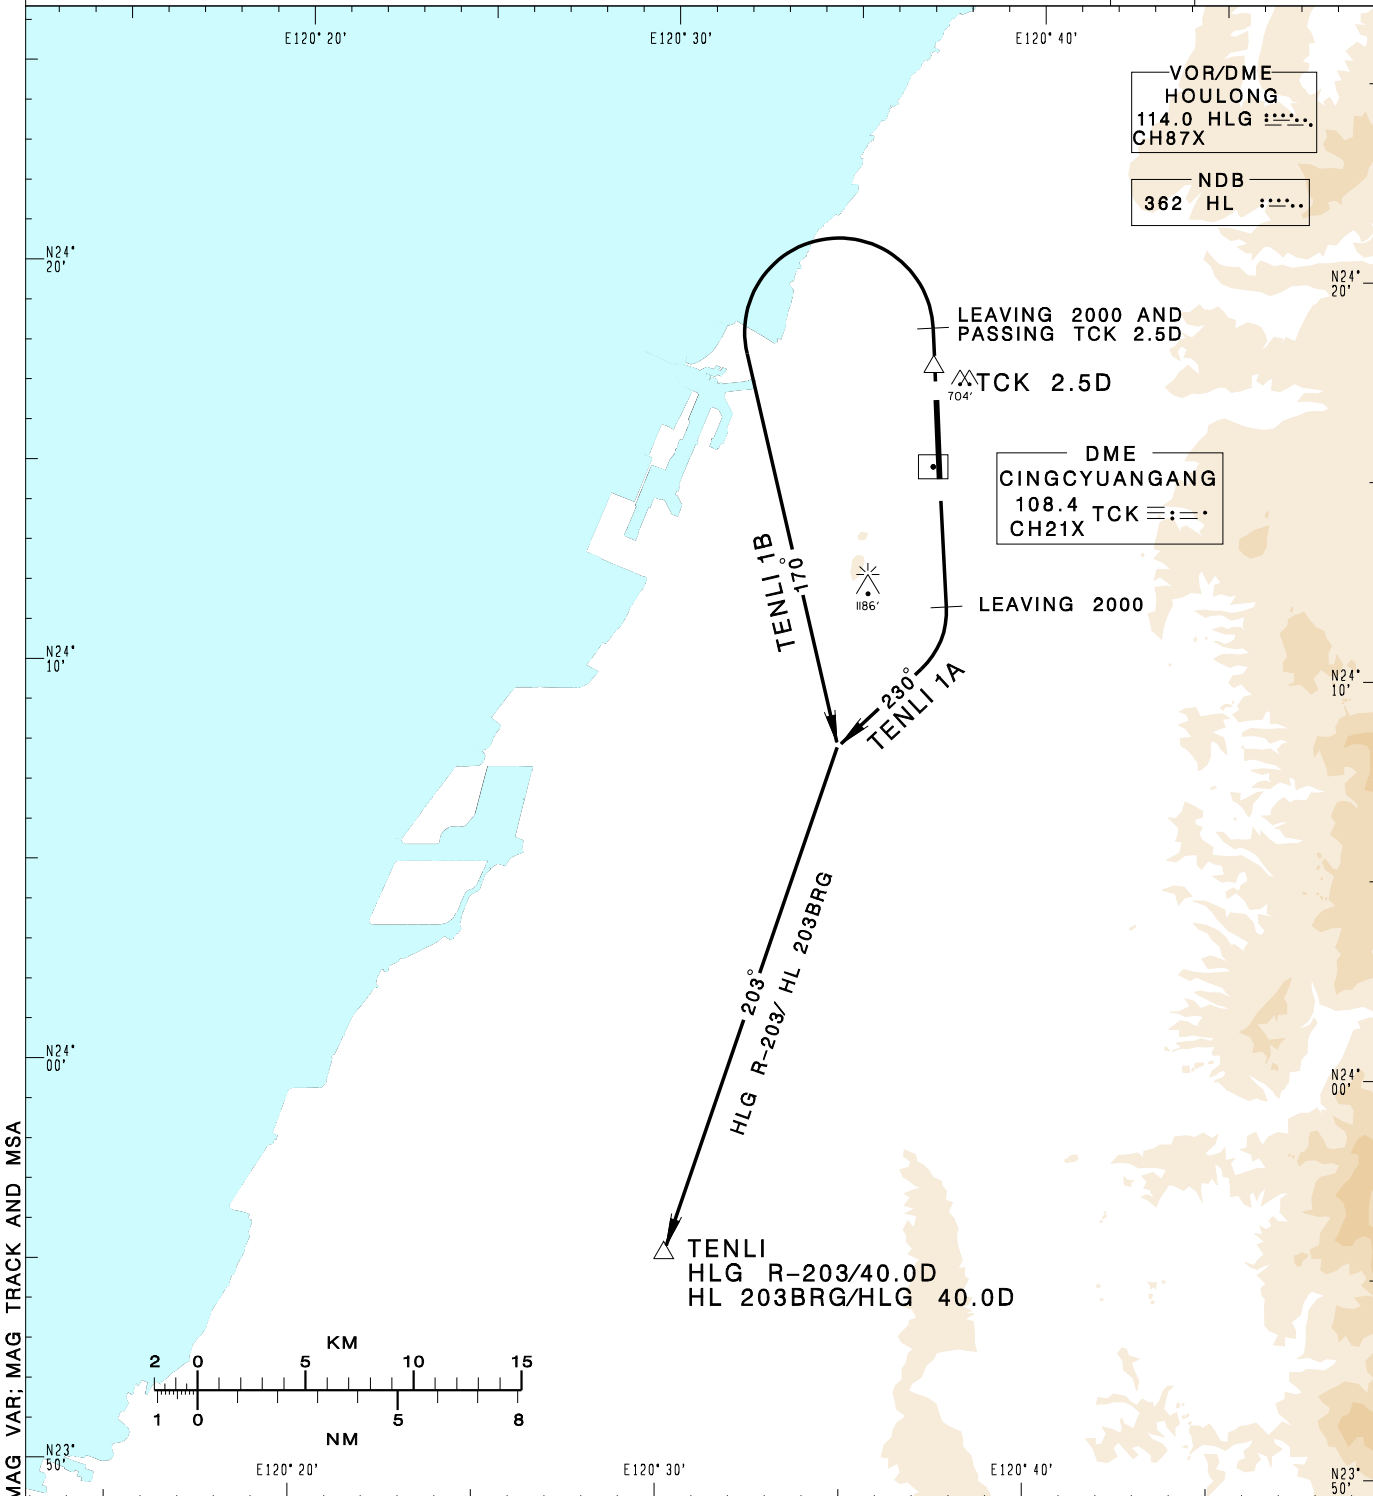 E120° 20'
E120° 30'
E120° 40'
VOR/DME
HOULONG
114.0 HLG
CH87X
NDB
362 HL
N24°
20'
N24°
20'
LEAVING 2000 AND
PASSING TCK 2.5D
TCK 2.5D
704'
DME
CINGCYUANGANG
108.4
TCK
CH21X
TENLI 1B
170°
1186'
LEAVING 2000
N24°
10'
N24°
10'
230°
TENLI 1A
HLG R-203/ HL 203BRG
203°
N24°
00'
N24°
00'
MAG VAR; MAG TRACK AND MSA
TENLI
HLG R-203/40.0D
HL 203BRG/HLG 40.0D
KM
2 0 5 10 15
1 0 5 8
NM
N23°
50'
E120° 20'
E120° 30'
E120° 40'
N23°
50'